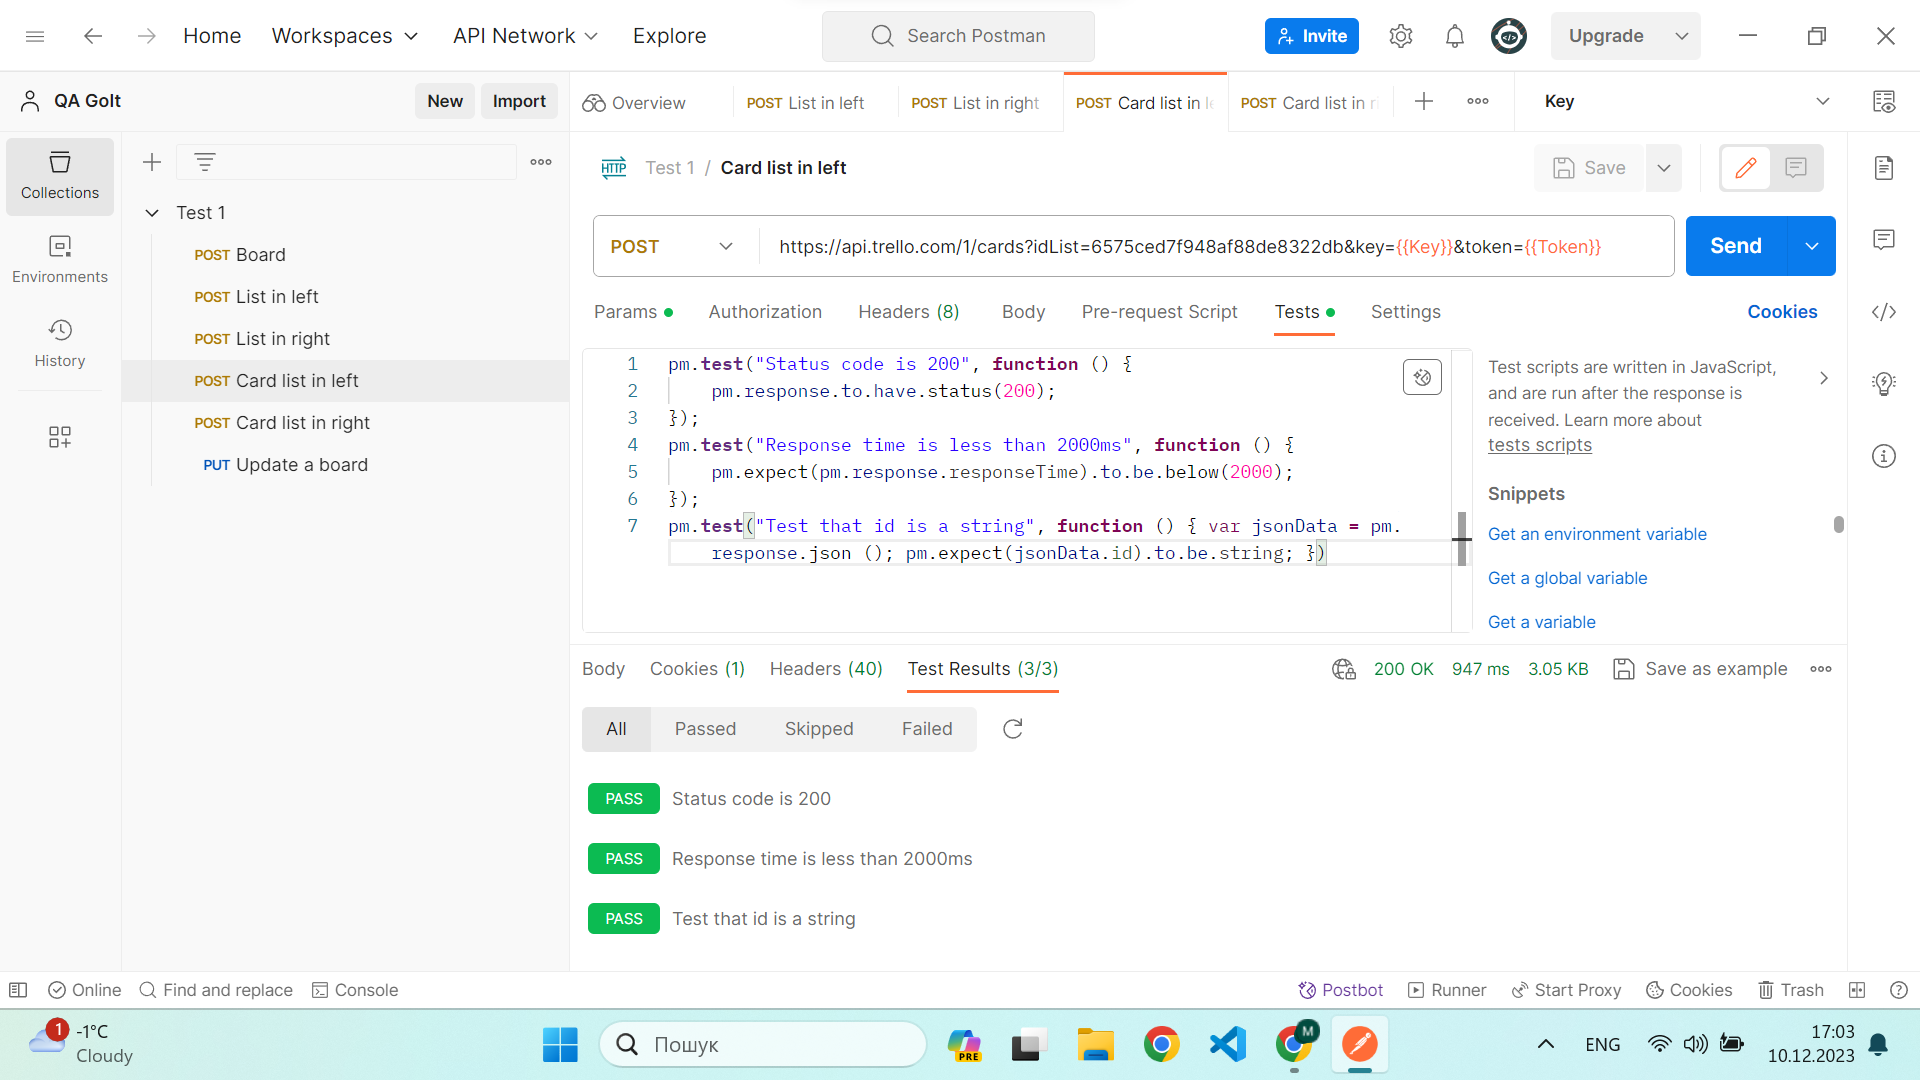 Home
Workspaces
API Network
Explore
Search Postman
Invite
Upgrade
QA GoIt
New
Import
Overview
POST List in left
POST List in right
POST Card list in le
POST Card list in r
Key
Collections
Environments
History
Test 1
POST Board
POST List in left
POST List in right
POST Card list in left
POST Card list in right
PUT Update a board
HTTP
Test 1 / Card list in left
Save
POST
https://api.trello.com/1/cards?idList=6575ced7f948af88de8322db&key={{Key}}&token={{Token}}
Send
Params
Authorization
Headers (8)
Body
Pre-request Script
Tests
Settings
Cookies
1 pm.test("Status code is 200", function () {
2 pm.response.to.have.status(200);
3 });
4 pm.test("Response time is less than 2000ms", function () {
5 pm.expect(pm.response.responseTime).to.be.below(2000);
6 });
7 pm.test("Test that id is a string", function () { var jsonData = pm.
response.json (); pm.expect(jsonData.id).to.be.string; })
Test scripts are written in JavaScript,
and are run after the response is
received. Learn more about
tests scripts
Snippets
Get an environment variable
Get a global variable
Get a variable
Body
Cookies (1)
Headers (40)
Test Results (3/3)
200 OK
947 ms
3.05 KB
Save as example
All
Passed
Skipped
Failed
PASS Status code is 200
PASS Response time is less than 2000ms
PASS Test that id is a string
Online
Find and replace
Console
Postbot
Runner
Start Proxy
Cookies
Trash
1
-1°C
Cloudy
Пошук
PRE
M
ENG
17:03
10.12.2023